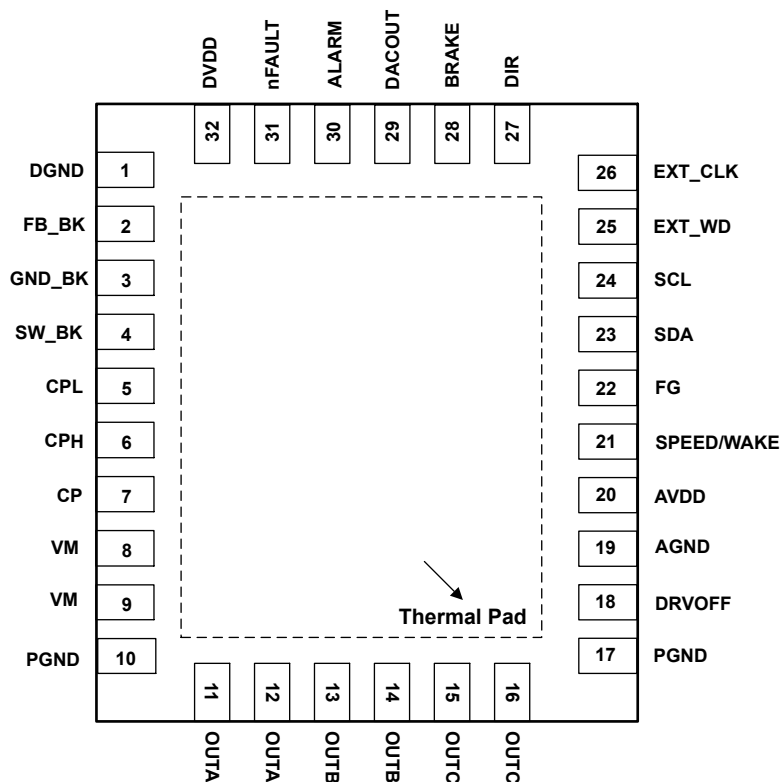 DVDD
nFAULT
ALARM
DACOUT
BRAKE
DIR
32
31
30
29
28
27
DGND 1
FB_BK 2
GND_BK 3
SW_BK 4
CPL 5
CPH 6
CP 7
VM 8
VM 9
PGND 10
26 EXT_CLK
25 EXT_WD
24 SCL
23 SDA
22 FG
21 SPEED/WAKE
20 AVDD
19 AGND
18 DRVOFF
17 PGND
Thermal Pad
11
12
13
14
15
16
OUTA
OUTA
OUTB
OUTB
OUTC
OUTC